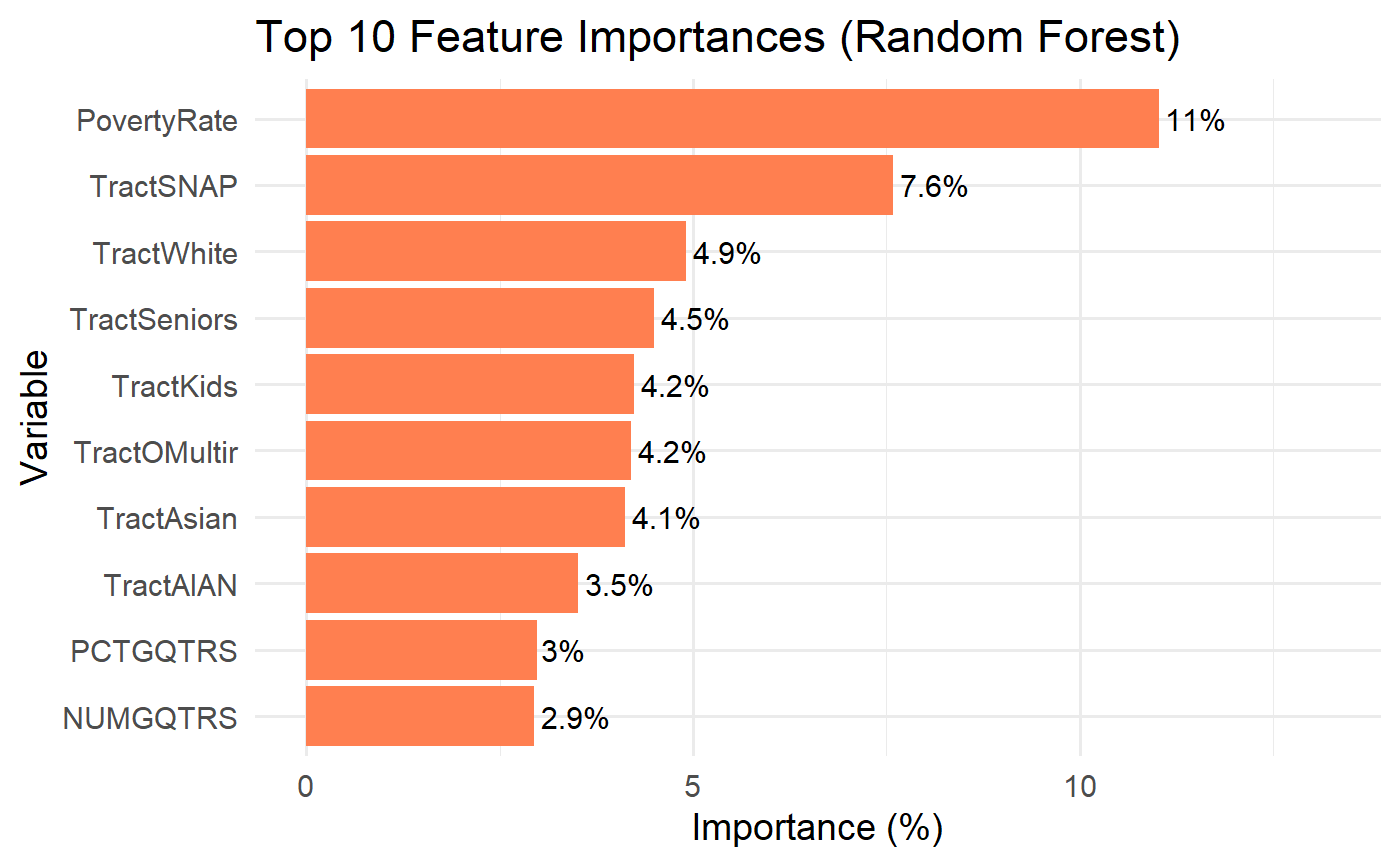 Top 10 Feature Importances (Random Forest)
Variable
PovertyRate 11%
TractSNAP 7.6%
TractWhite 4.9%
TractSeniors 4.5%
TractKids 4.2%
TractOMultir 4.2%
TractAsian 4.1%
TractAIAN 3.5%
PCTGQTRS 3%
NUMGQTRS 2.9%
0 5 10
Importance (%)